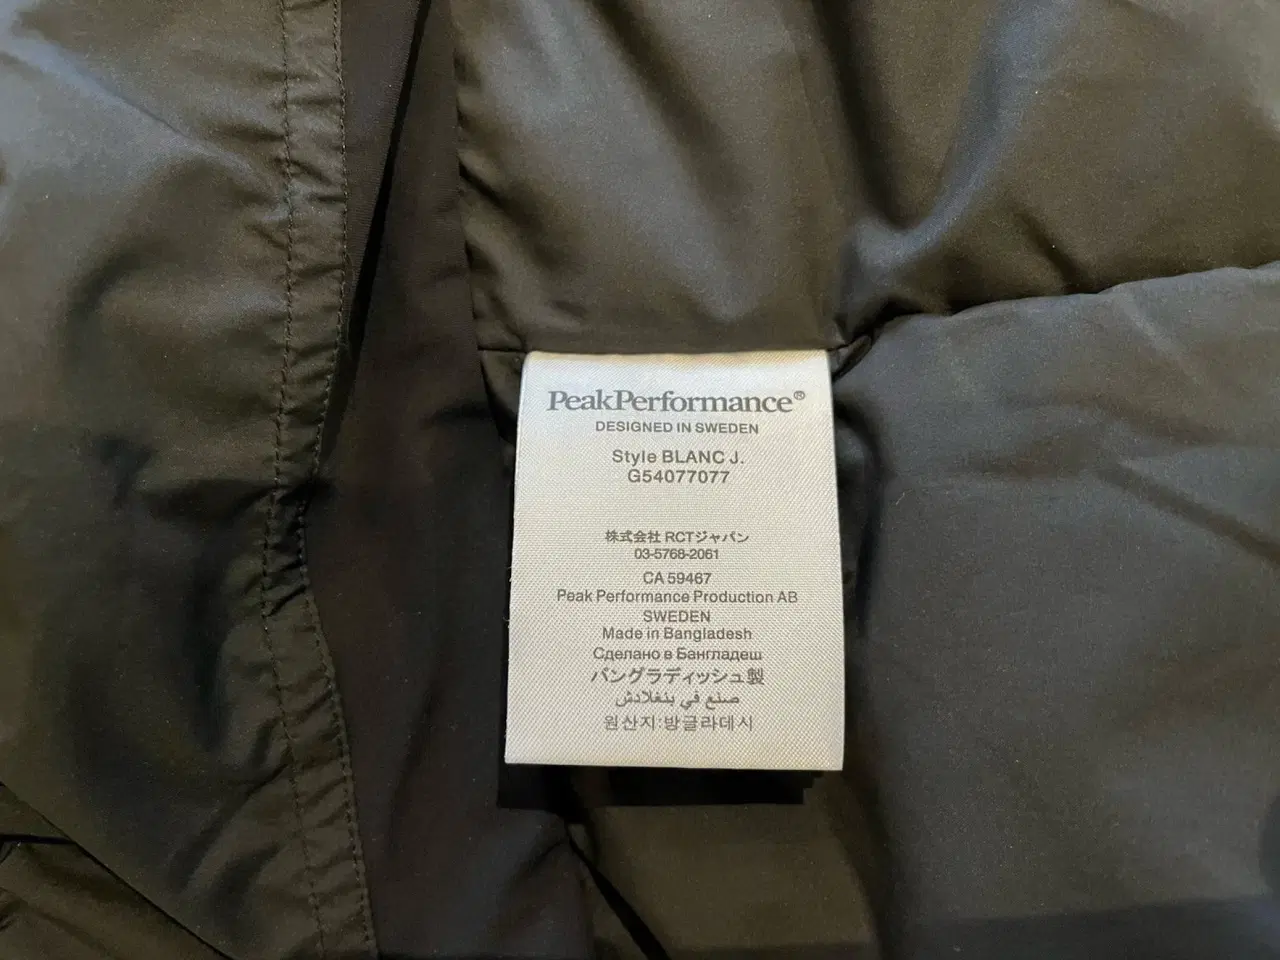 PeakPerformance®
DESIGNED IN SWEDEN
Style BLANC J.
G54077077
株式会社 RCTジャパン
03-5768-2061
CA 59467
Peak Performance Production AB
SWEDEN
Made in Bangladesh
Сделано в Бангладеш
バングラディッシュ製
صنع في بنغلادش
원산지:방글라데시